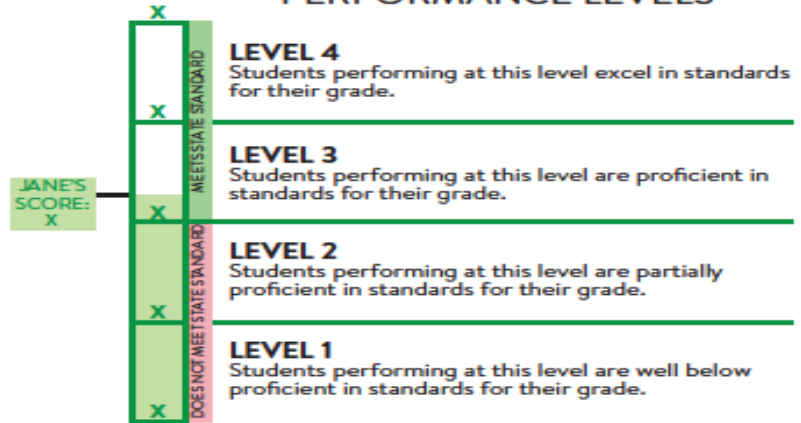 PERFORMANCE LEVELS
X
LEVEL 4
Students performing at this level excel in standards
for their grade.
X
MEETS STATE STANDARD
LEVEL 3
Students performing at this level are proficient in
standards for their grade.
JANE'S
SCORE:
X
X
LEVEL 2
Students performing at this level are partially
proficient in standards for their grade.
X
DOES NOT MEET STATE STANDARD
LEVEL 1
Students performing at this level are well below
proficient in standards for their grade.
X